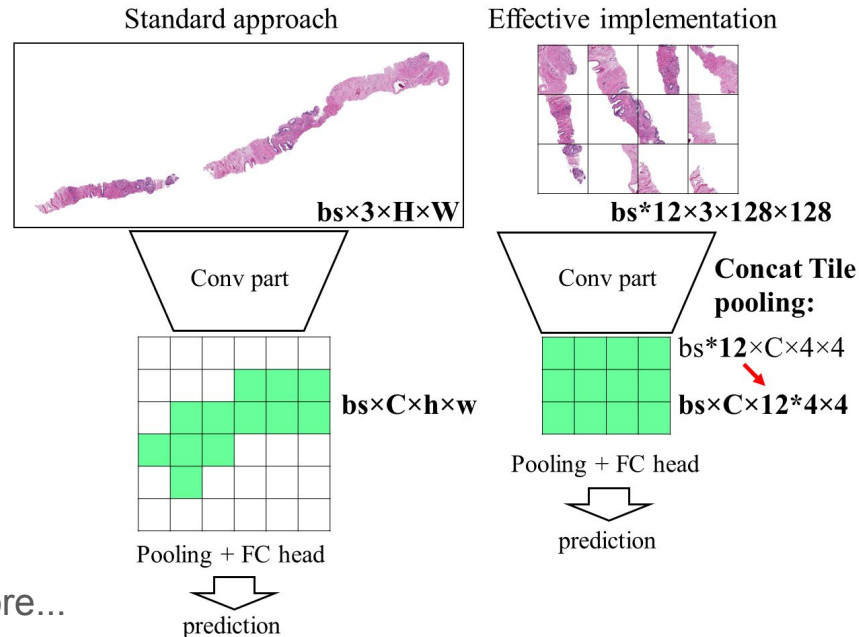 Standard approach
bs×3×H×W
Conv part
bs×C×h×w
Pooling + FC head
prediction
Effective implementation
bs*12×3×128×128
Conv part
Concat Tile
pooling:
bs*12×C×4×4
bs×C×12*4×4
Pooling + FC head
prediction